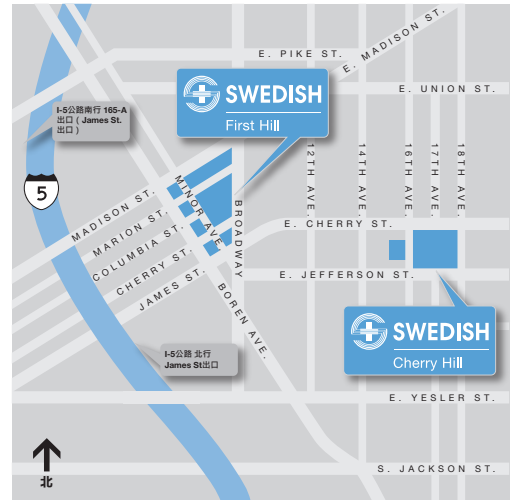 E. PIKE ST.
E. MADISON ST.
E. UNION ST.
SWEDISH
First Hill
I-5公路南行 165-A
出口（James St.
出口）
5
12TH AVE.
14TH AVE.
16TH AVE.
17TH AVE.
18TH AVE.
MADISON ST.
MARION ST.
COLUMBIA ST.
CHERRY ST.
JAMES ST.
MINOR AVE.
BROADWAY
BOREN AVE.
E. CHERRY ST.
E. JEFFERSON ST.
SWEDISH
Cherry Hill
I-5公路 北行
James St出口
E. YESLER ST.
S. JACKSON ST.
北